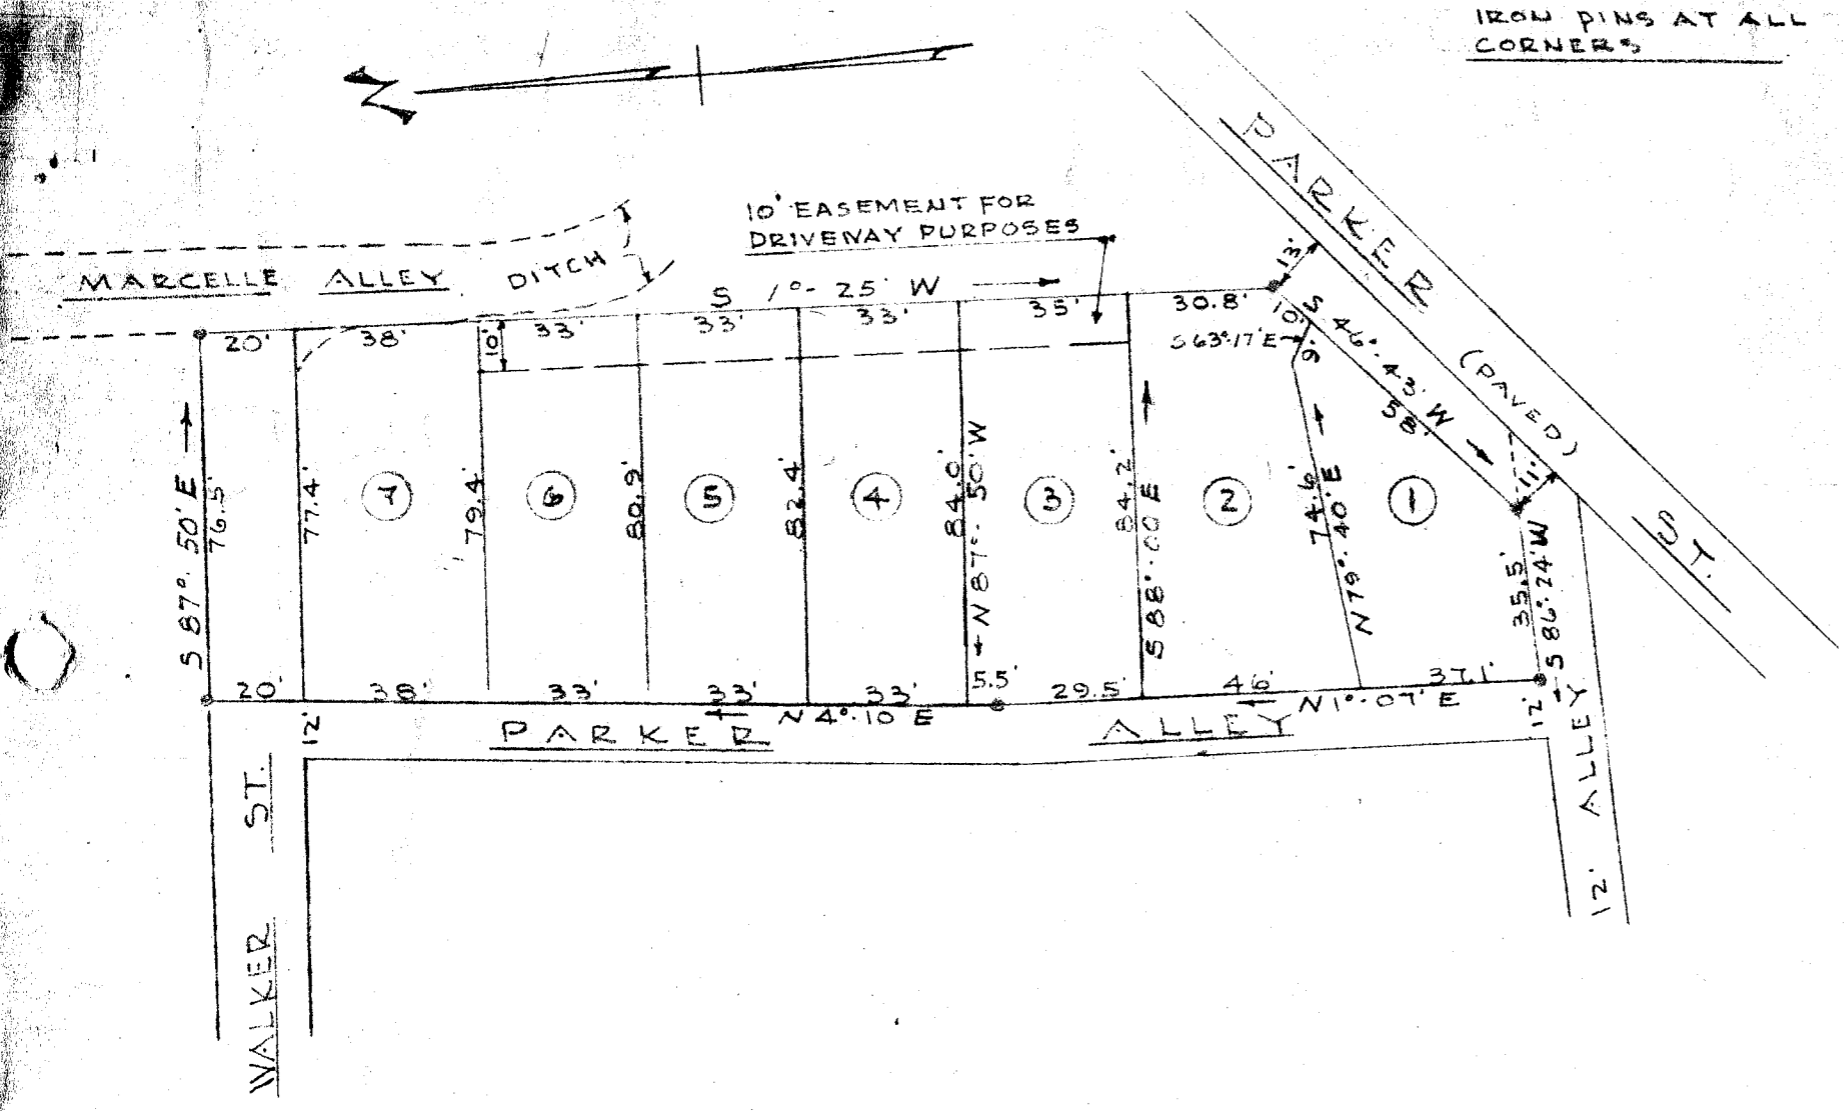 IRON PINS AT ALL
CORNERS
N
PARKER
(PAVED)
ST.
10' EASEMENT FOR
DRIVEWAY PURPOSES
MARCELLE ALLEY
DITCH
S 1°- 25' W
13'
20'
38'
33'
33'
33'
35'
30.8'
10'
10'
S 46°. 43' W
58'
S 63°.17' E
9'
11'
S 87°. 50' E
76.5'
77.4'
7
79.4'
6
80.9'
5
82.4'
4
84.0'
N 87°. 50' W
3
84.2'
S 88°. 00 E
2
74.6'
N 79°. 40' E
1
35.5'
S 86°. 24' W
20'
38'
33'
33'
33'
5.5'
29.5'
46'
37.1'
N 4°.10 E
N 1°.07' E
12'
PARKER ALLEY
12'
WALKER ST.
12' ALLEY